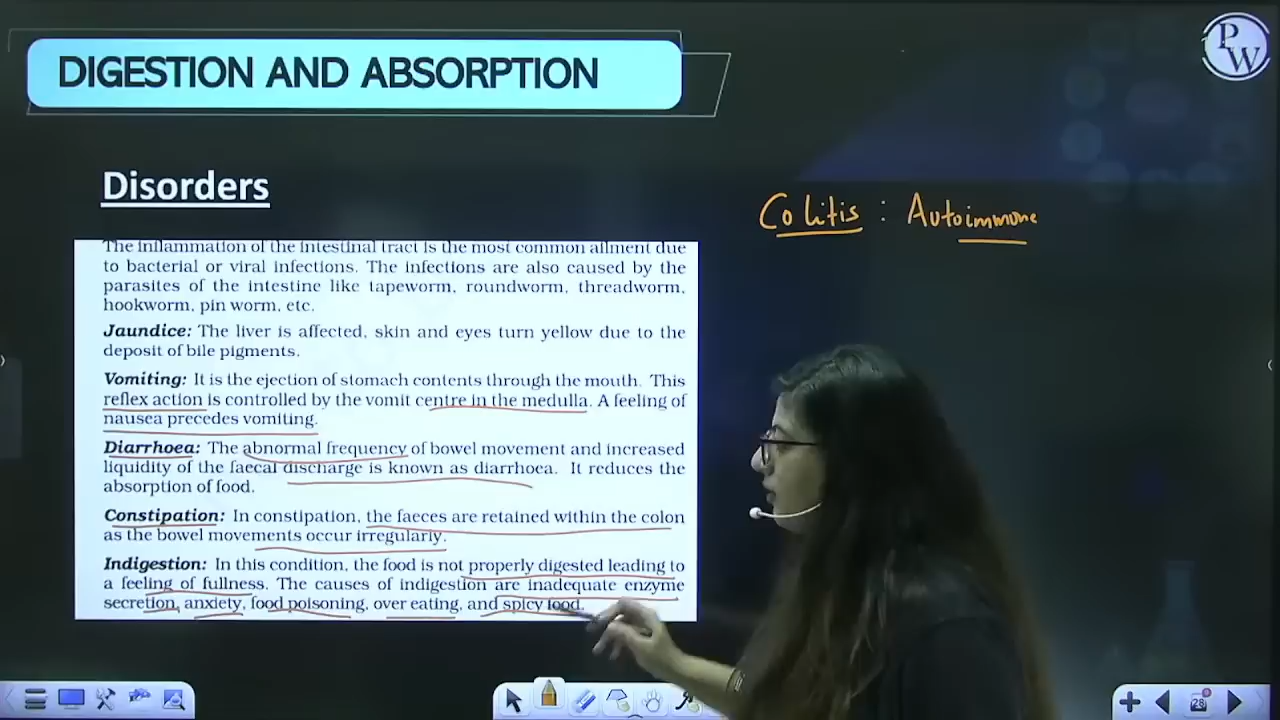 DIGESTION AND ABSORPTION
PW
Disorders
Colitis : Autoimmune
The inflammation of the intestinal tract is the most common ailment due
to bacterial or viral infections. The infections are also caused by the
parasites of the intestine like tapeworm, roundworm, threadworm,
hookworm, pin worm, etc.
Jaundice: The liver is affected, skin and eyes turn yellow due to the
deposit of bile pigments.
Vomiting: It is the ejection of stomach contents through the mouth. This
reflex action is controlled by the vomit centre in the medulla. A feeling of
nausea precedes vomiting.
Diarrhoea: The abnormal frequency of bowel movement and increased
liquidity of the faecal discharge is known as diarrhoea. It reduces the
absorption of food.
Constipation: In constipation, the faeces are retained within the colon
as the bowel movements occur irregularly.
Indigestion: In this condition, the food is not properly digested leading to
a feeling of fullness. The causes of indigestion are inadequate enzyme
secretion, anxiety, food poisoning, over eating, and spicy food.
28